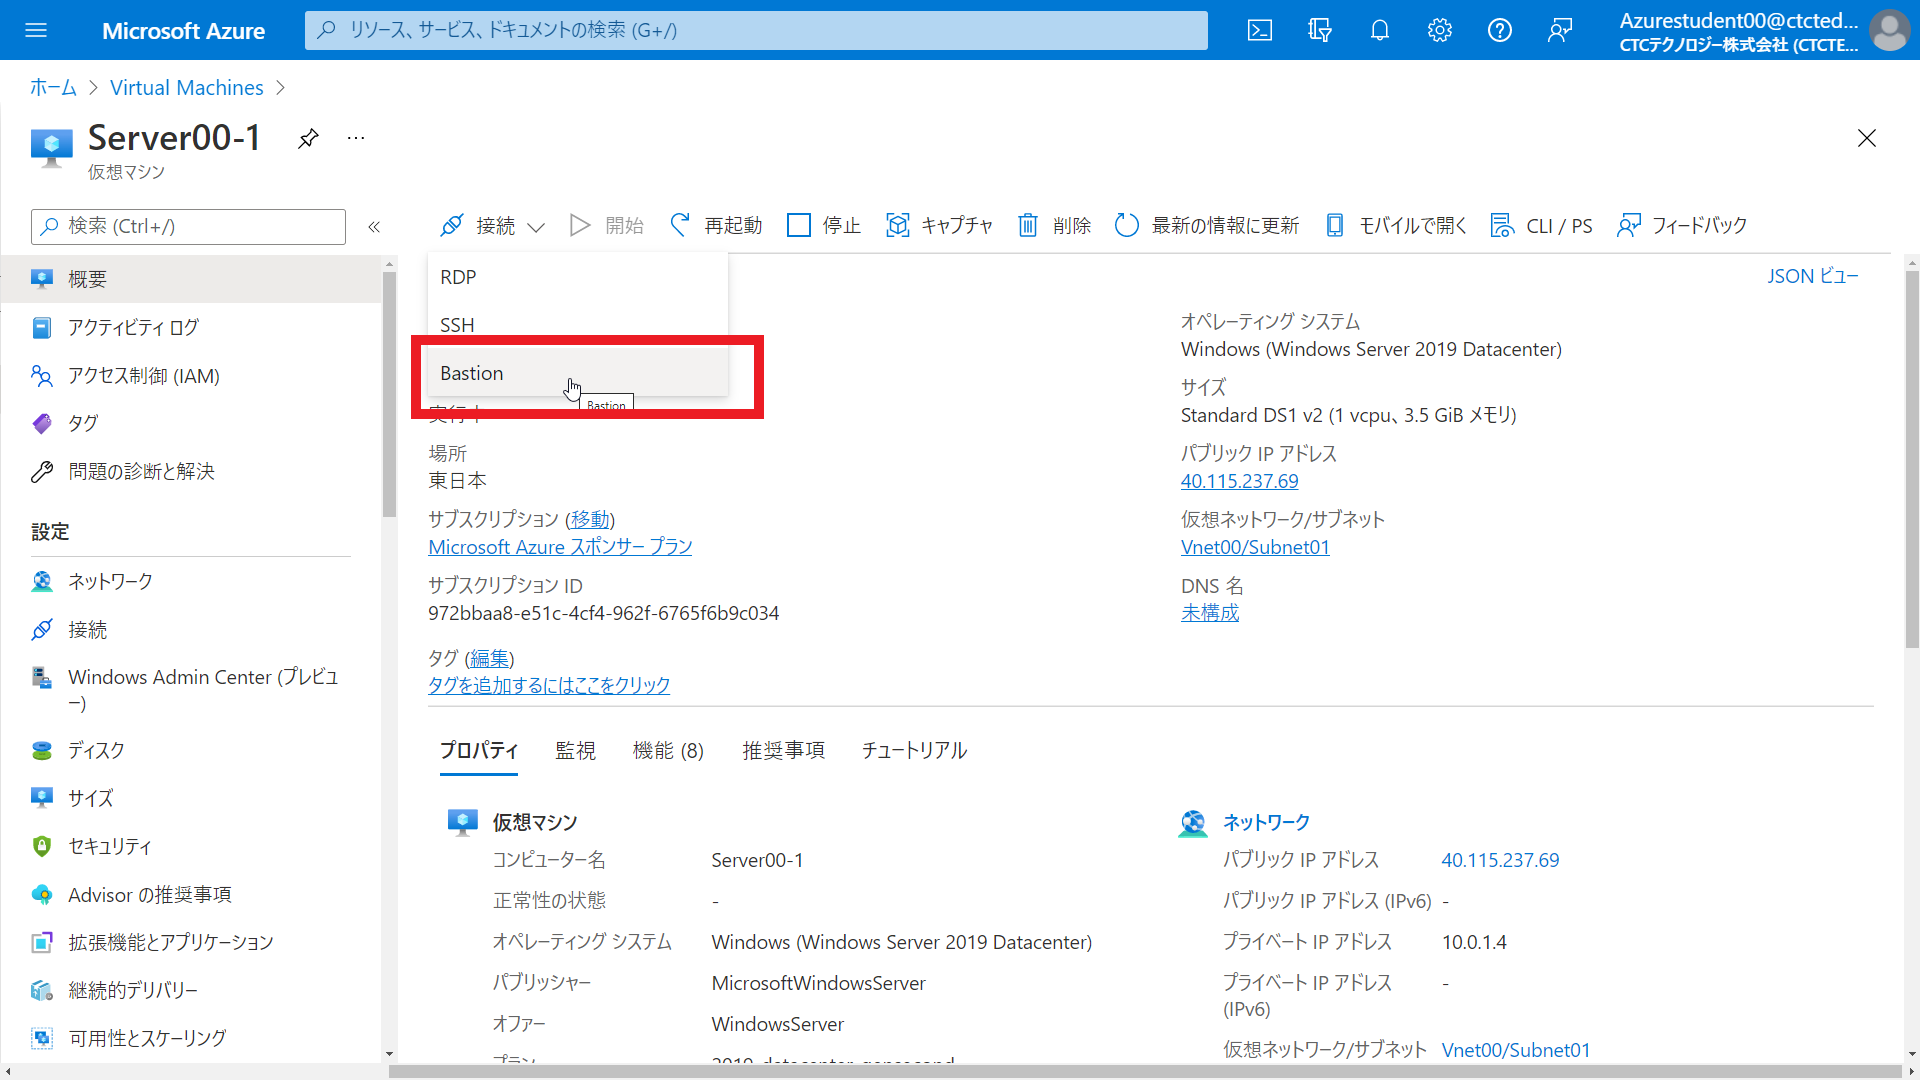 Microsoft Azure
リソース、サービス、ドキュメントの検索 (G+/)
Azurestudent00@ctcted...
CTCテクノロジー株式会社 (CTCTE...
ホーム > Virtual Machines >
Server00-1
...
仮想マシン
検索 (Ctrl+/)
«
接続
開始
再起動
停止
キャプチャ
削除
最新の情報に更新
モバイルで開く
CLI / PS
フィードバック
概要
アクティビティ ログ
アクセス制御 (IAM)
タグ
問題の診断と解決
設定
ネットワーク
接続
Windows Admin Center (プレビュ
ー)
ディスク
サイズ
セキュリティ
Advisor の推奨事項
拡張機能とアプリケーション
継続的デリバリー
可用性とスケーリング
RDP
SSH
Bastion
Bastion
JSON ビュー
場所
東日本
サブスクリプション (移動)
Microsoft Azure スポンサー プラン
サブスクリプション ID
972bbaa8-e51c-4cf4-962f-6765f6b9c034
タグ (編集)
タグを追加するにはここをクリック
オペレーティング システム
Windows (Windows Server 2019 Datacenter)
サイズ
Standard DS1 v2 (1 vcpu、3.5 GiB メモリ)
パブリック IP アドレス
40.115.237.69
仮想ネットワーク/サブネット
Vnet00/Subnet01
DNS 名
未構成
プロパティ
監視
機能 (8)
推奨事項
チュートリアル
仮想マシン
コンピューター名 Server00-1
正常性の状態 -
オペレーティング システム Windows (Windows Server 2019 Datacenter)
パブリッシャー MicrosoftWindowsServer
オファー WindowsServer
ネットワーク
パブリック IP アドレス 40.115.237.69
パブリック IP アドレス (IPv6) -
プライベート IP アドレス 10.0.1.4
プライベート IP アドレス -
(IPv6)
仮想ネットワーク/サブネット Vnet00/Subnet01